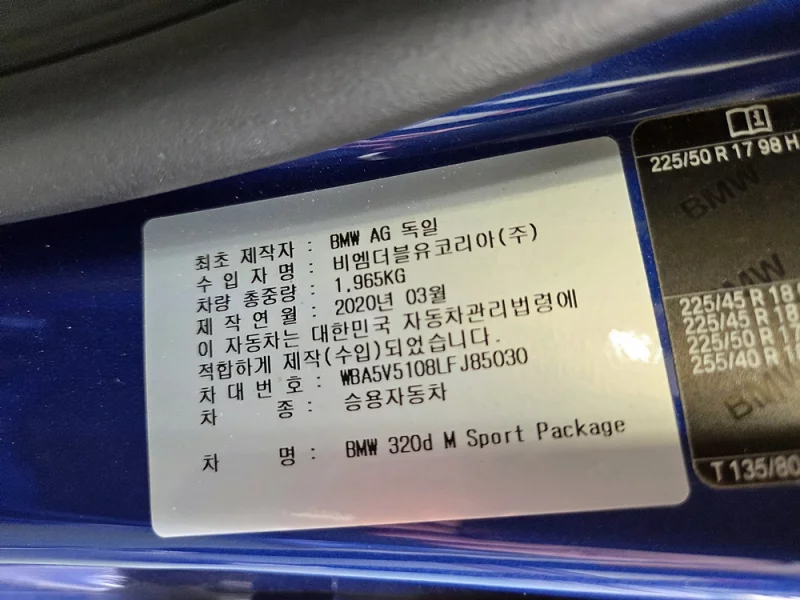 최초 제작자 : BMW AG 독일
수 입 자 명 : 비엠더블유코리아(주)
차량 총중량 : 1,965KG
제 작 연 월 : 2020년 03월
이 자동차는 대한민국 자동차관리법령에
적합하게 제작(수입)되었습니다.
차 대 번 호 : WBA5V5108LFJ85030
차 종 : 승용자동차
차 명 : BMW 320d M Sport Package
225/50 R 17 98 H
BMW
BMW
225/45 R 18
225/45 R 18
225/50 R 17
255/40 R 18
BMW
T 135/80